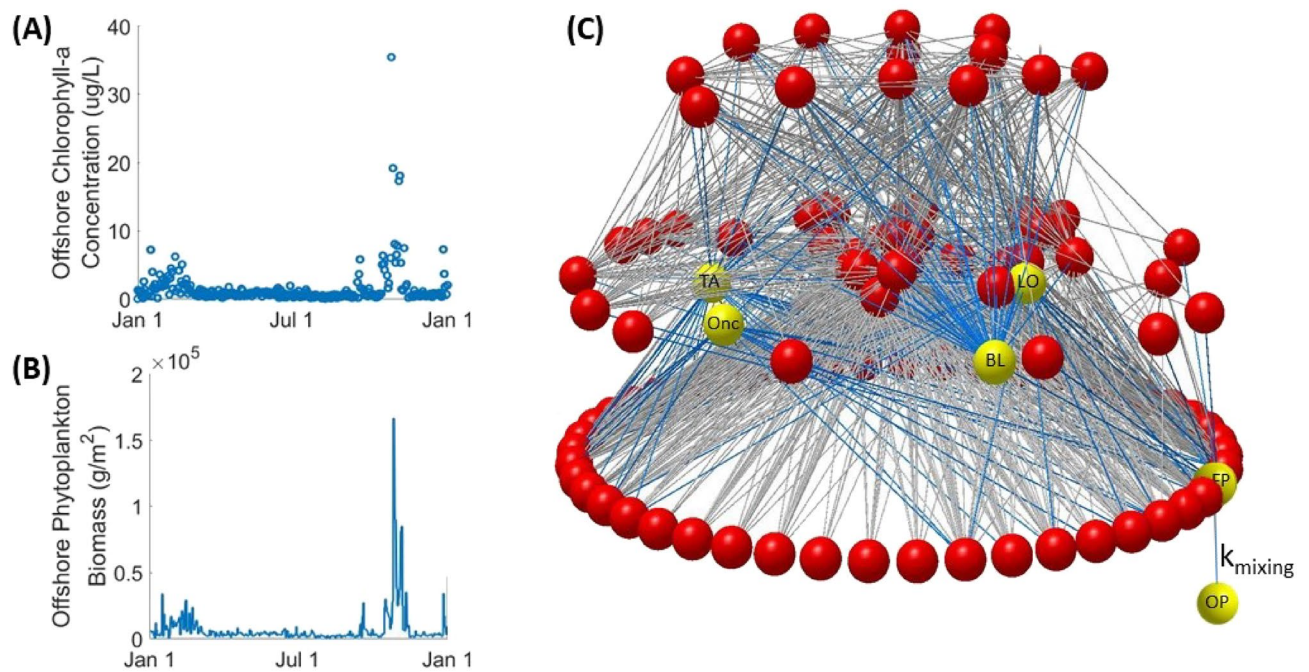 (A)
Offshore Chlorophyll-a
Concentration (ug/L)
40
30
20
10
0
Jan 1
Jul 1
Jan 1
(B)
Offshore Phytoplankton
Biomass (g/m²)
×10⁵
2
1.5
1
0.5
0
Jan 1
Jul 1
Jan 1
(C)
TA
Onc
LO
BL
k_mixing
OP